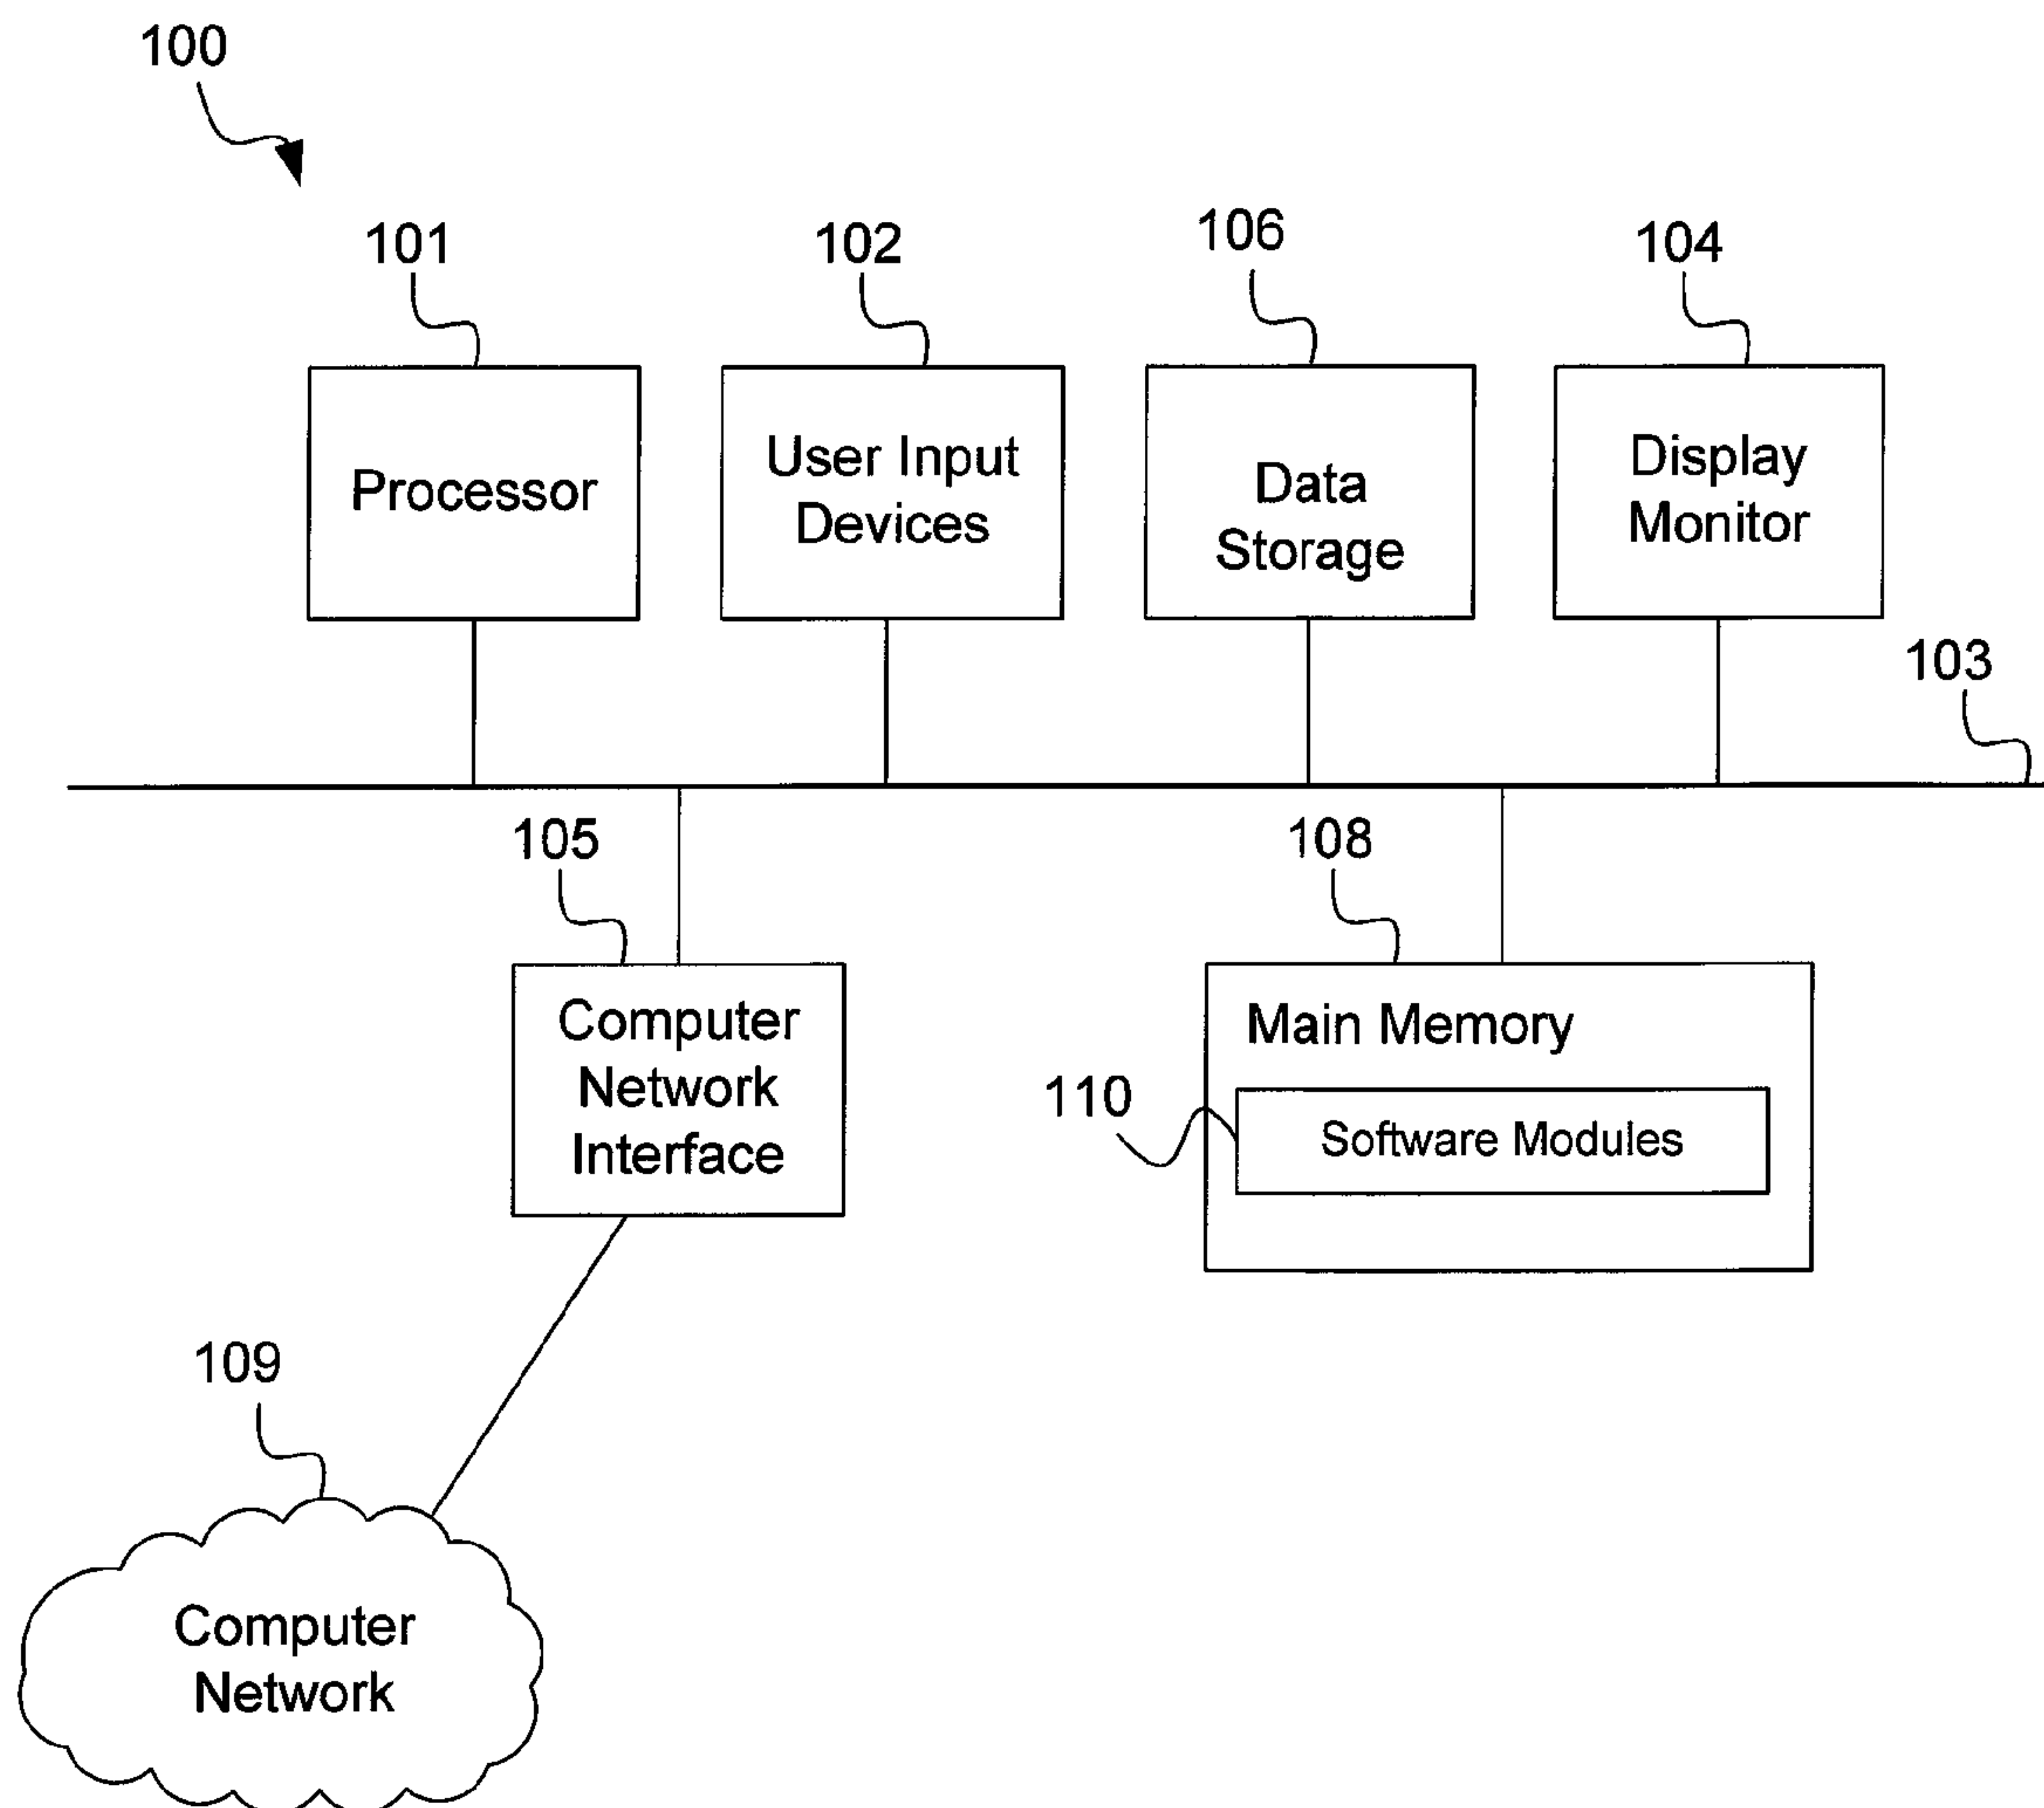 100
101
102
106
104
Processor
User Input
Devices
Data
Storage
Display
Monitor
103
105
108
Computer
Network
Interface
Main Memory
110
Software Modules
109
Computer
Network